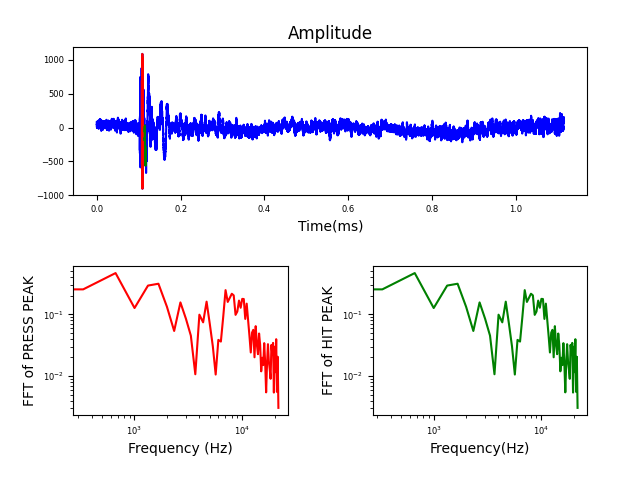 Amplitude
1000
500
0
−500
−1000
0.0 0.2 0.4 0.6 0.8 1.0
Time(ms)
FFT of PRESS PEAK
10⁻¹
10⁻²
10³ 10⁴
Frequency (Hz)
FFT of HIT PEAK
10⁻¹
10⁻²
10³ 10⁴
Frequency(Hz)